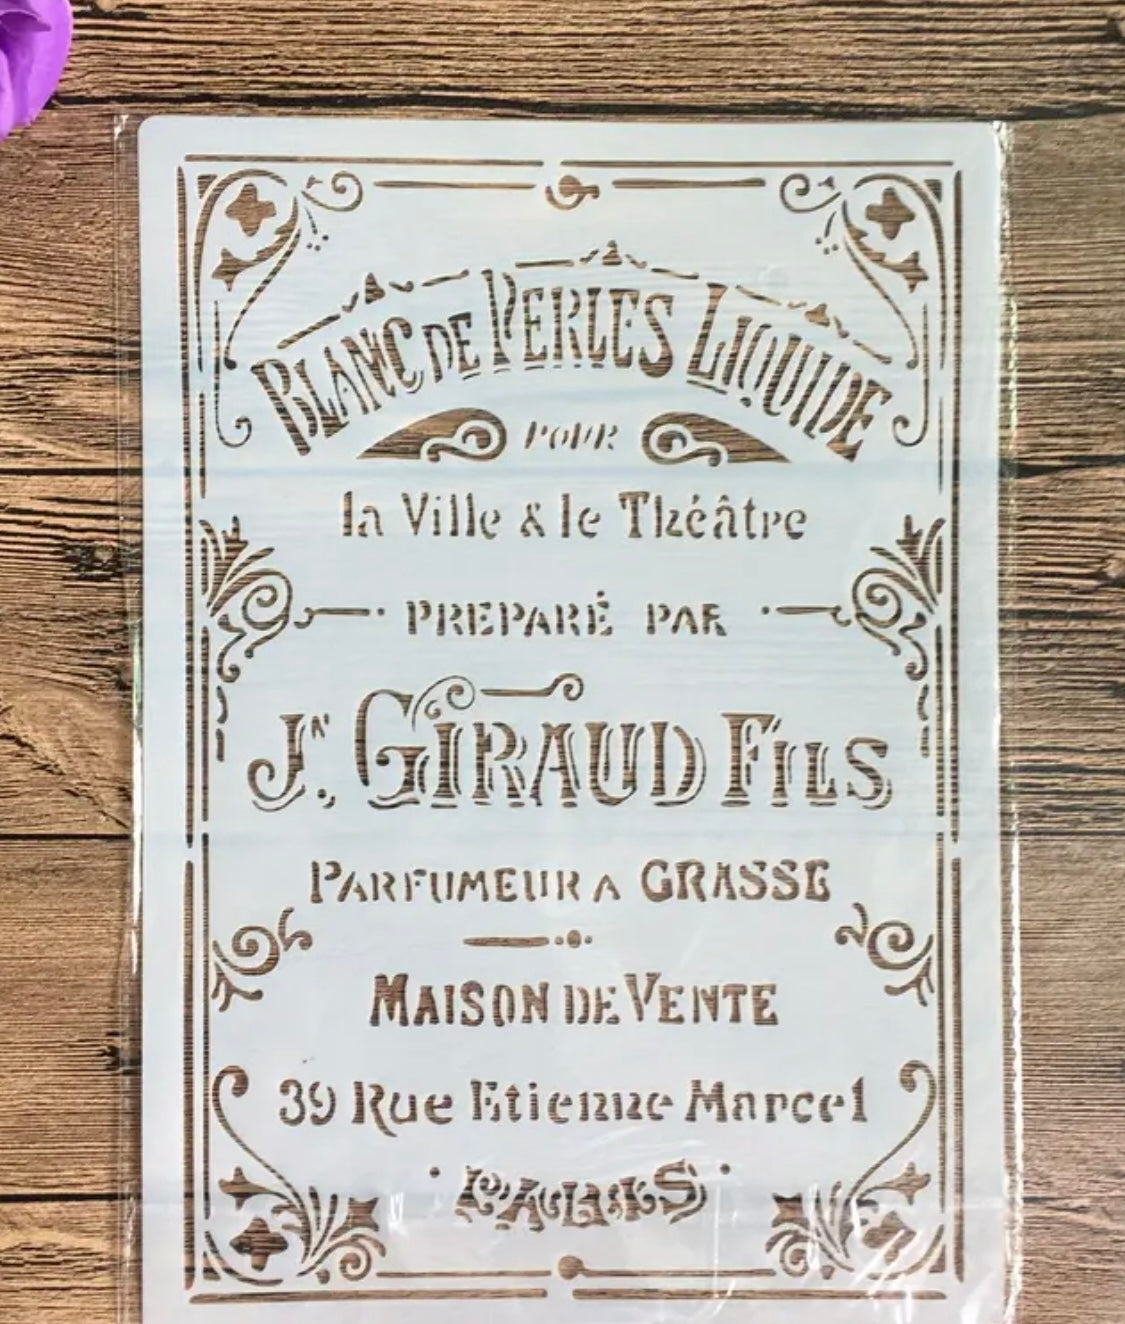 BLANC DE PERLES LIQUIDE
POUR
la Ville & le Théâtre
PREPARÉ PAR
Jn. GIRAUD FILS
PARFUMEUR A GRASSE
MAISON DE VENTE
39 Rue Etienne Marcel
PARIS